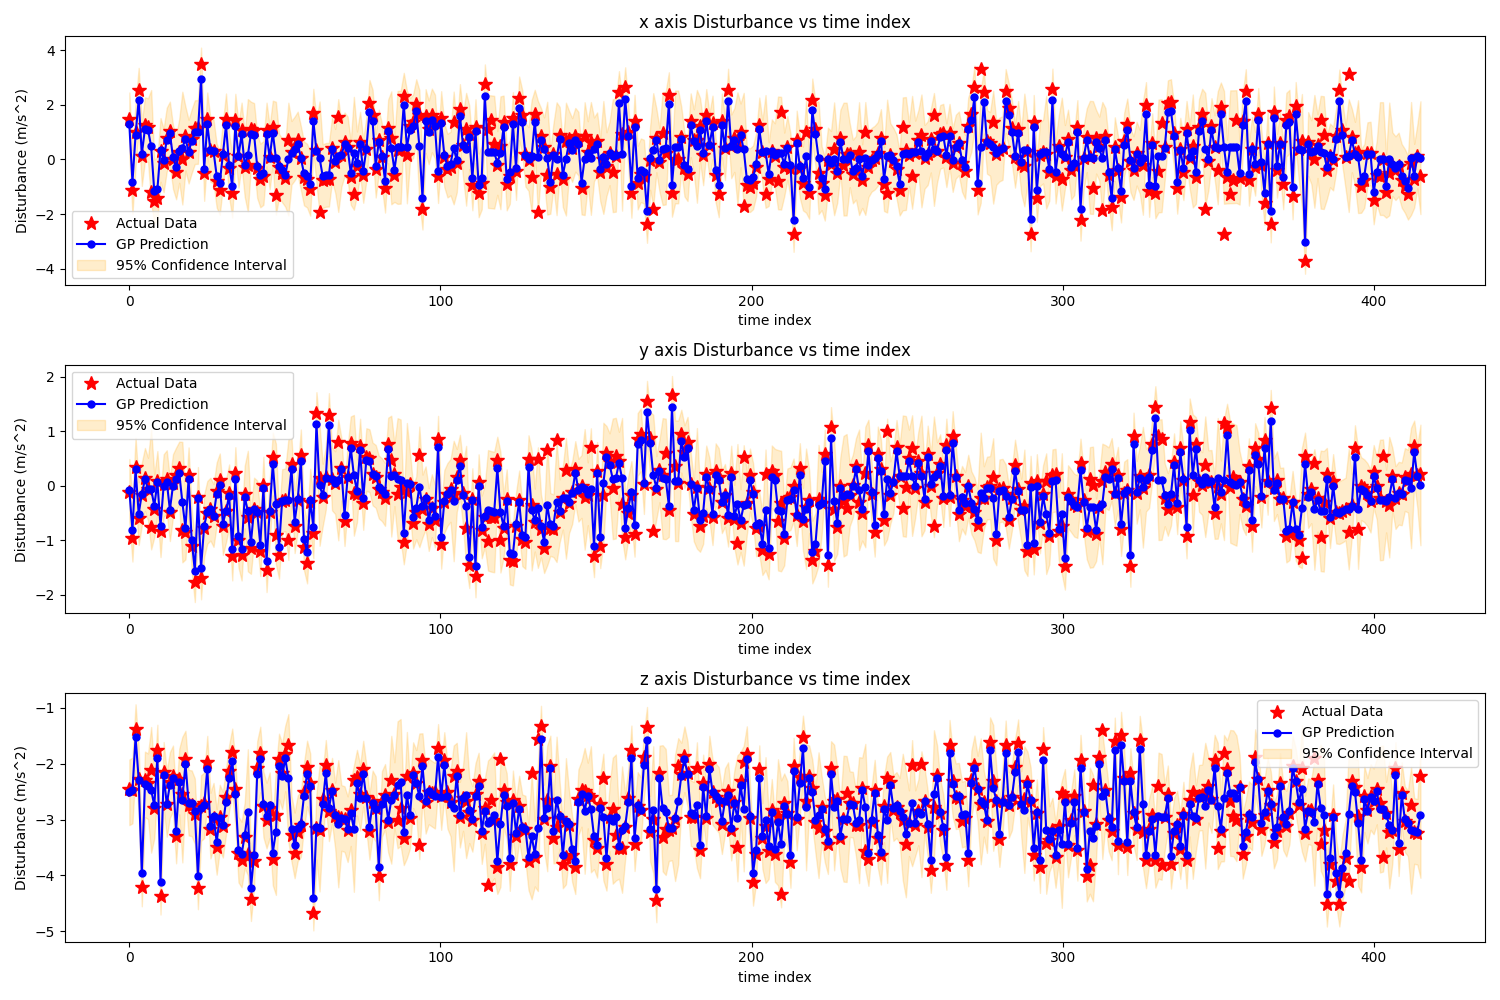 x axis Disturbance vs time index
Disturbance (m/s^2)
4
2
0
−2
−4
Actual Data
GP Prediction
95% Confidence Interval
0
100
200
300
400
time index
y axis Disturbance vs time index
Disturbance (m/s^2)
2
1
0
−1
−2
Actual Data
GP Prediction
95% Confidence Interval
0
100
200
300
400
time index
z axis Disturbance vs time index
Disturbance (m/s^2)
−1
−2
−3
−4
−5
Actual Data
GP Prediction
95% Confidence Interval
0
100
200
300
400
time index